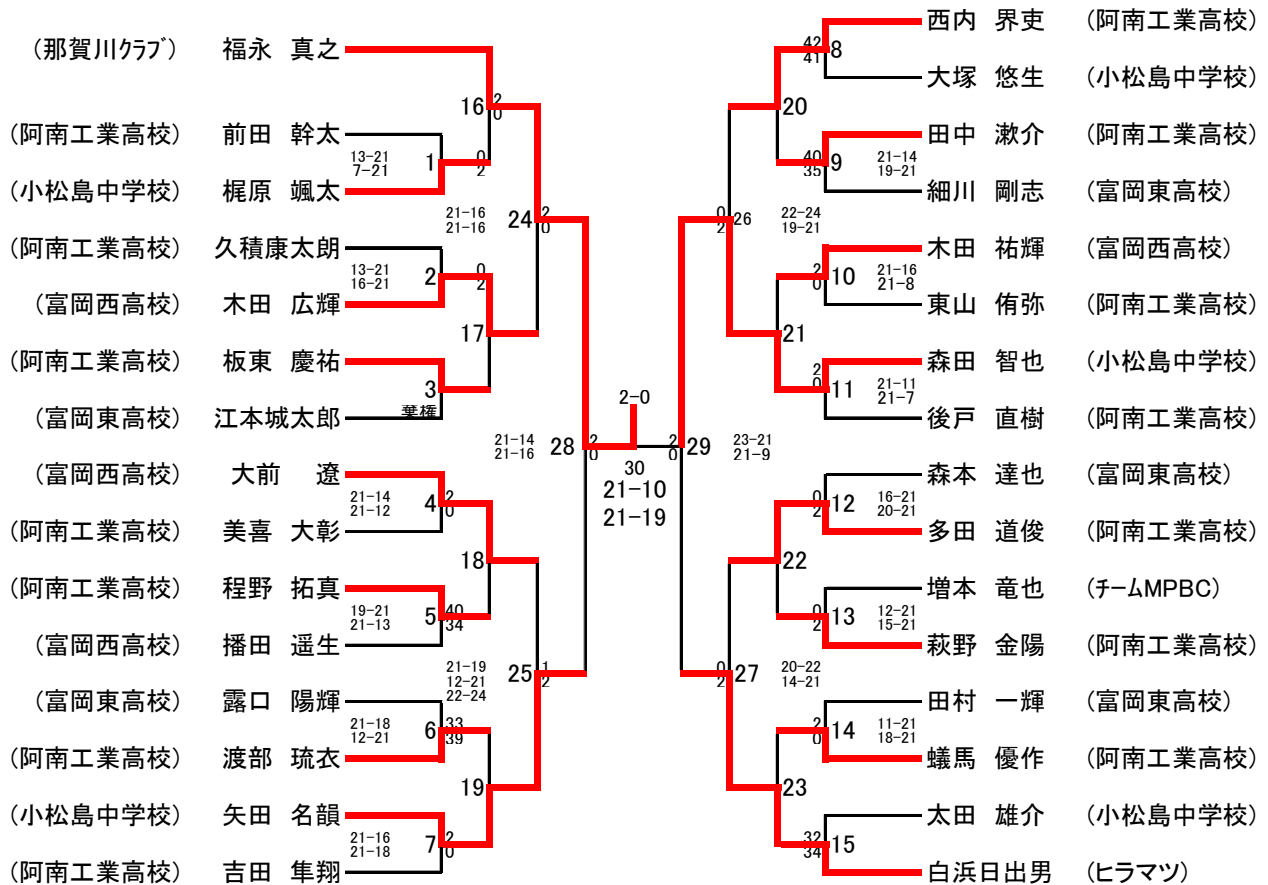 (那賀川ｸﾗﾌﾞ) 福永 真之
16 2
0
(阿南工業高校) 前田 幹太
13-21
7-21
1 0
2
(小松島中学校) 梶原 颯太
21-16
21-16
24 2
0
(阿南工業高校) 久積康太朗
13-21
16-21
2 0
2
(富岡西高校) 木田 広輝
17
(阿南工業高校) 板東 慶祐
3
棄権
(富岡東高校) 江本城太郎
21-14
21-16
28 2
0
(富岡西高校) 大前 遼
21-14
21-12
4 2
0
(阿南工業高校) 美喜 大彰
18
(阿南工業高校) 程野 拓真
19-21
21-13
5 40
34
(富岡西高校) 播田 遥生
21-19
12-21
22-24
25 1
2
(富岡東高校) 露口 陽輝
21-18
12-21
6 33
39
(阿南工業高校) 渡部 琉衣
19
(小松島中学校) 矢田 名韻
21-16
21-18
7 2
0
(阿南工業高校) 吉田 隼翔
2-0
30
21-10
21-19
西内 界吏 (阿南工業高校)
42
41
8
大塚 悠生 (小松島中学校)
20
田中 漱介 (阿南工業高校)
40
35
9 21-14
19-21
細川 剛志 (富岡東高校)
0
2
26 22-24
19-21
木田 祐輝 (富岡西高校)
2
0
10 21-16
21-8
東山 侑弥 (阿南工業高校)
21
森田 智也 (小松島中学校)
2
0
11 21-11
21-7
後戸 直樹 (阿南工業高校)
2
0
29 23-21
21-9
森本 達也 (富岡東高校)
0
2
12 16-21
20-21
多田 道俊 (阿南工業高校)
22
増本 竜也 (ﾁｰﾑMPBC)
0
2
13 12-21
15-21
萩野 金陽 (阿南工業高校)
0
2
27 20-22
14-21
田村 一輝 (富岡東高校)
2
0
14 11-21
18-21
蟻馬 優作 (阿南工業高校)
23
太田 雄介 (小松島中学校)
32
34
15
白浜日出男 (ヒラマツ)